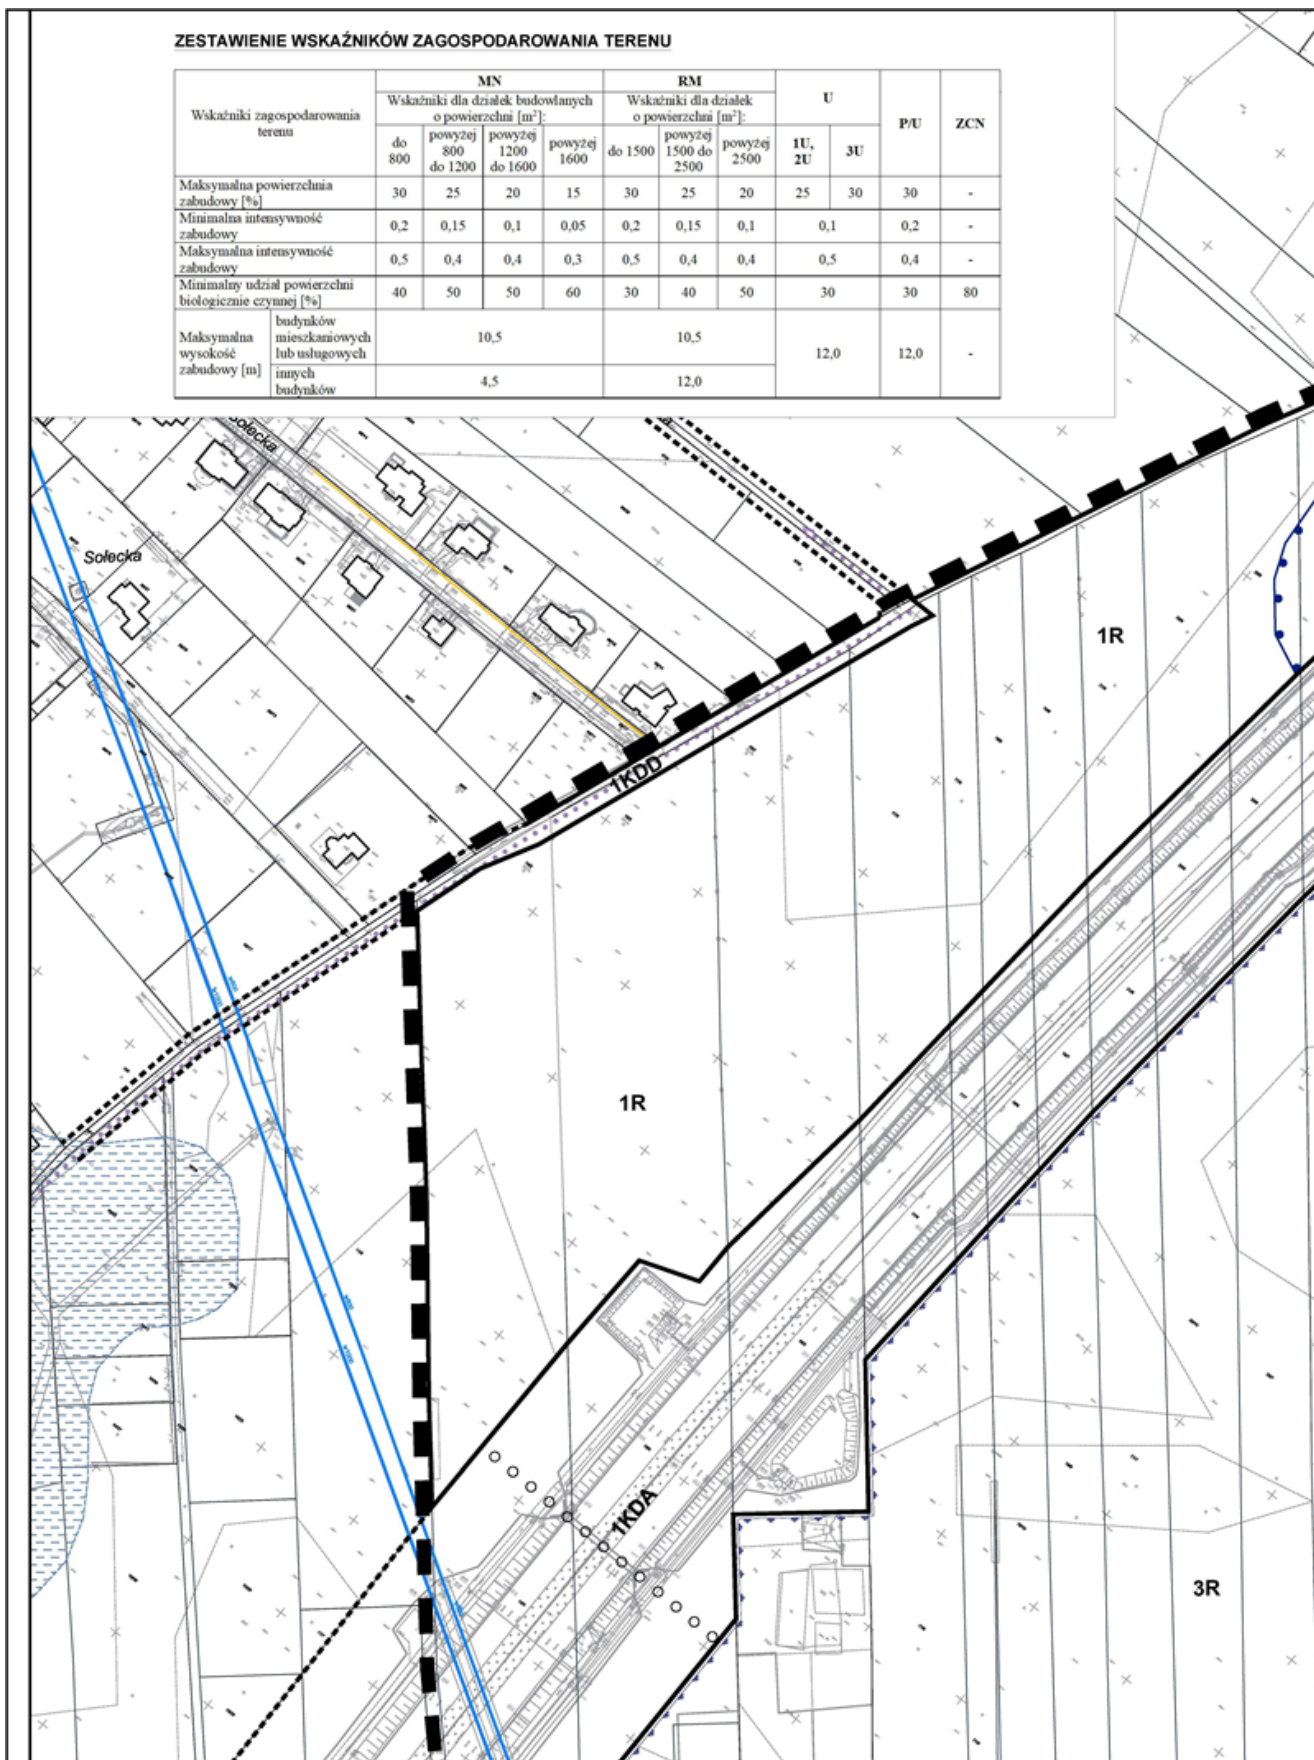 ZESTAWIENIE WSKAŹNIKÓW ZAGOSPODAROWANIA TERENU
Wskaźniki zagospodarowania terenu
MN
RM
U
P/U
ZCN
Wskaźniki dla działek budowlanych
o powierzchni [m²]:
Wskaźniki dla działek
o powierzchni [m²]:
do 800
powyżej 800 do 1200
powyżej 1200 do 1600
powyżej 1600
do 1500
powyżej 1500 do 2500
powyżej 2500
1U, 2U
3U
Maksymalna powierzchnia zabudowy [%]
30 25 20 15 30 25 20 25 30 30 -
Minimalna intensywność zabudowy
0,2 0,15 0,1 0,05 0,2 0,15 0,1 0,1 0,2 -
Maksymalna intensywność zabudowy
0,5 0,4 0,4 0,3 0,5 0,4 0,4 0,5 0,4 -
Minimalny udział powierzchni biologicznie czynnej [%]
40 50 50 60 30 40 50 30 30 80
Maksymalna wysokość zabudowy [m]
budynków mieszkaniowych lub usługowych
10,5 10,5 12,0 12,0 -
innych budynków
4,5 12,0
Sołecka
Sołecka
1R
1KDD
1R
1KDA
3R